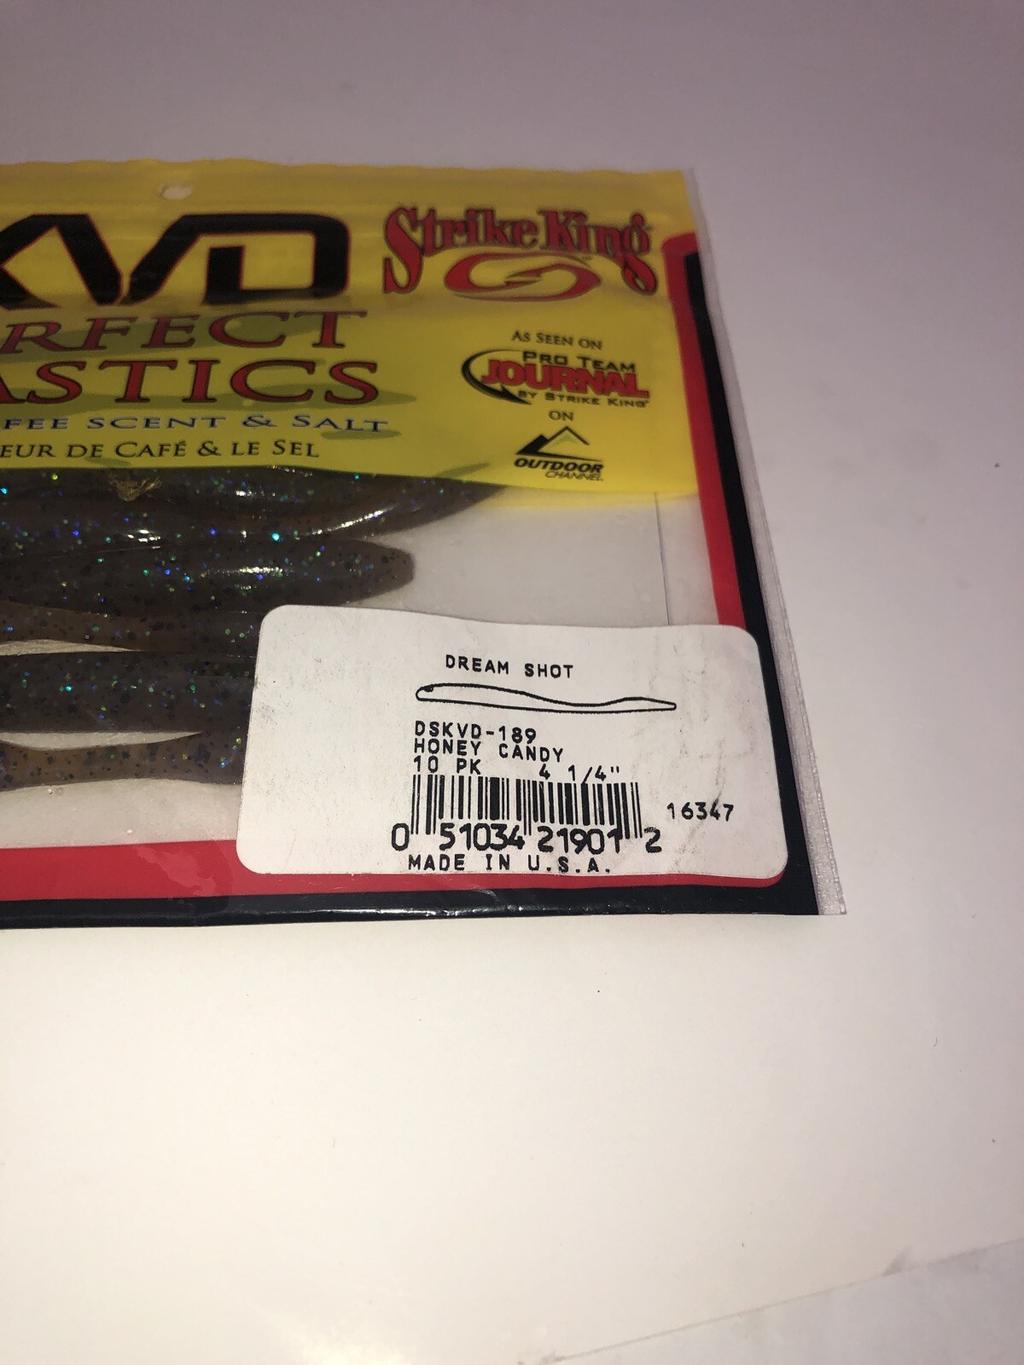 KVD
RFECT
ASTICS
FEE SCENT & SALT
EUR DE CAFÉ & LE SEL
Strike King
AS SEEN ON
PRO TEAM
JOURNAL
BY STRIKE KING
ON
OUTDOOR
CHANNEL
DREAM SHOT
DSKVD-189
HONEY CANDY
10 PK 4 1/4"
16347
0 51034 21901 2
MADE IN U.S.A.